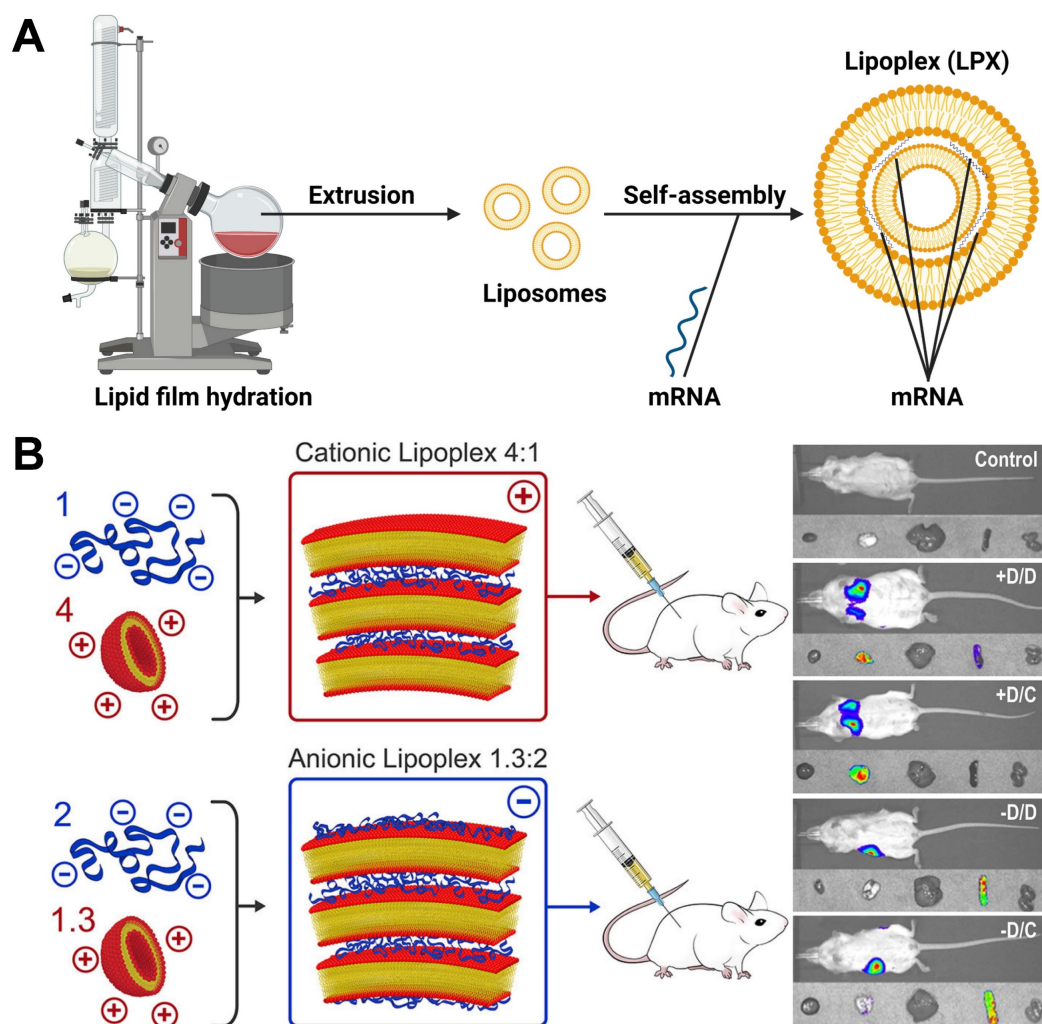 A
Lipoplex (LPX)
Extrusion
Self-assembly
Liposomes
Lipid film hydration
mRNA
mRNA
B
Cationic Lipoplex 4:1
1
4
Anionic Lipoplex 1.3:2
2
1.3
Control
+D/D
+D/C
-D/D
-D/C